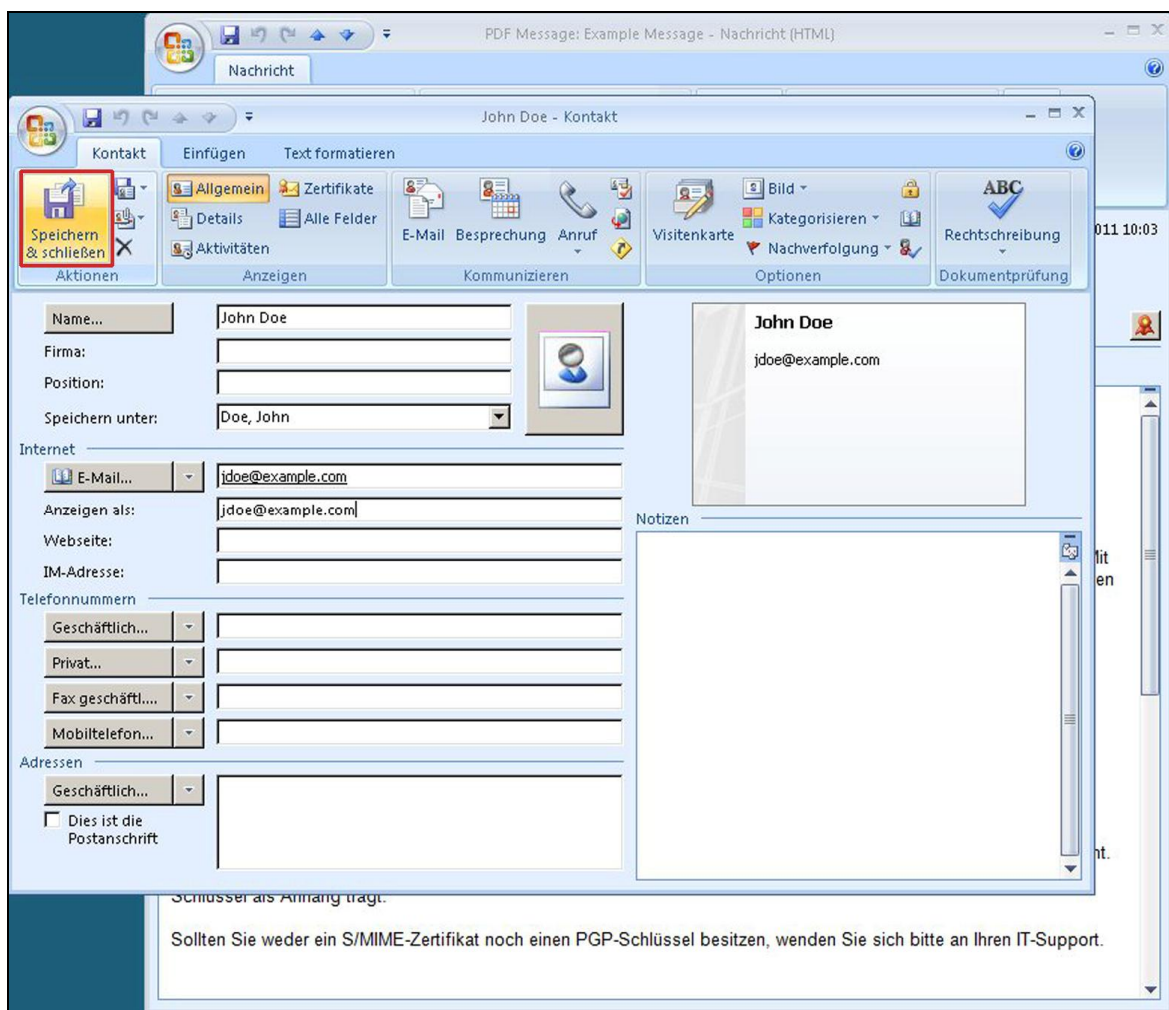 PDF Message: Example Message - Nachricht (HTML)
Nachricht
John Doe - Kontakt
Kontakt Einfügen Text formatieren
Speichern
& schließen
Aktionen
Allgemein Zertifikate
Details Alle Felder
Aktivitäten
Anzeigen
E-Mail Besprechung Anruf
Kommunizieren
Visitenkarte
Bild
Kategorisieren
Nachverfolgung
Optionen
ABC
Rechtschreibung
Dokumentprüfung
011 10:03
Name... John Doe
Firma:
Position:
Speichern unter: Doe, John
John Doe
jdoe@example.com
Internet
E-Mail... jdoe@example.com
Anzeigen als: jdoe@example.com
Webseite:
IM-Adresse:
Notizen
Telefonnummern
Geschäftlich...
Privat...
Fax geschäftl....
Mobiltelefon...
Adressen
Geschäftlich...
Dies ist die
Postanschrift
en
ht.
Schlüssel als Anhang trägt.
Sollten Sie weder ein S/MIME-Zertifikat noch einen PGP-Schlüssel besitzen, wenden Sie sich bitte an Ihren IT-Support.